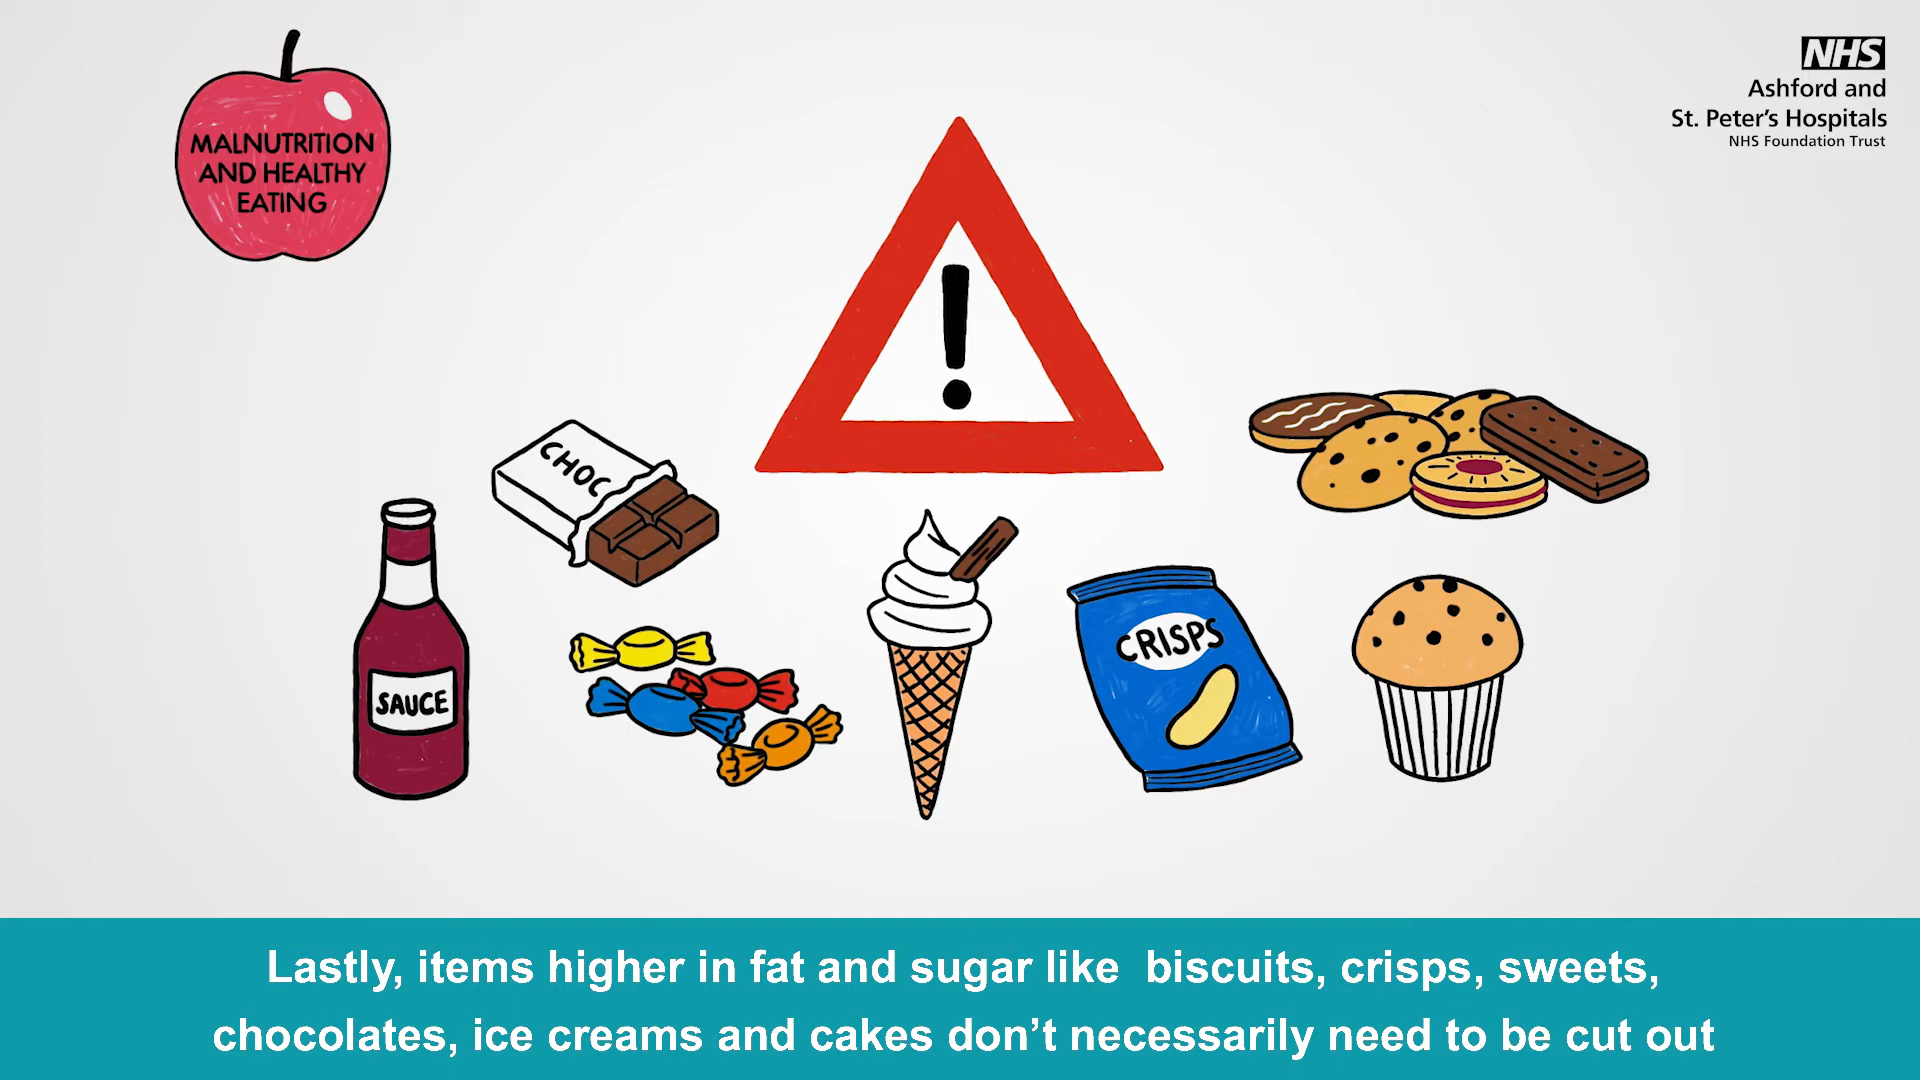 MALNUTRITION
AND HEALTHY
EATING
NHS
Ashford and
St. Peter's Hospitals
NHS Foundation Trust
CHOC
SAUCE
CRISPS
Lastly, items higher in fat and sugar like  biscuits, crisps, sweets,
chocolates, ice creams and cakes don’t necessarily need to be cut out